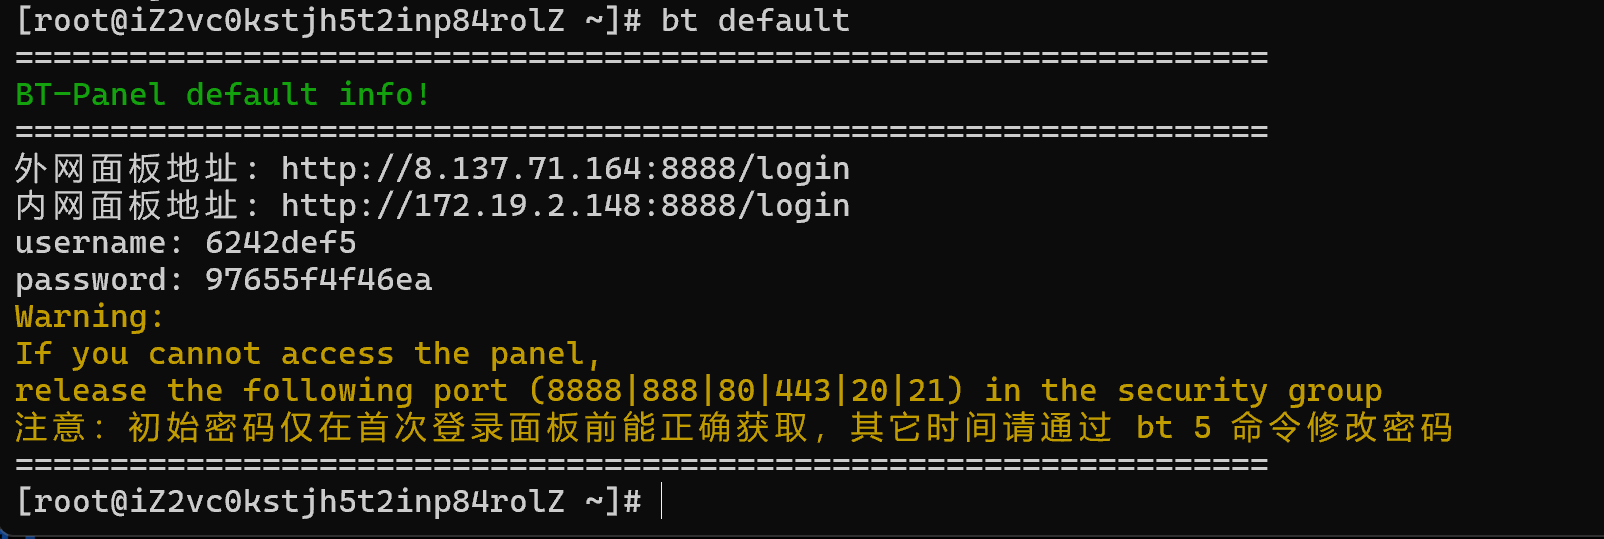 [root@iZ2vc0kstjh5t2inp84rolZ ~]# bt default
==================================================================
BT-Panel default info!
==================================================================
外网面板地址: http://8.137.71.164:8888/login
内网面板地址: http://172.19.2.148:8888/login
username: 6242def5
password: 97655f4f46ea
Warning:
If you cannot access the panel,
release the following port (8888|888|80|443|20|21) in the security group
注意：初始密码仅在首次登录面板前能正确获取，其它时间请通过 bt 5 命令修改密码
==================================================================
[root@iZ2vc0kstjh5t2inp84rolZ ~]#